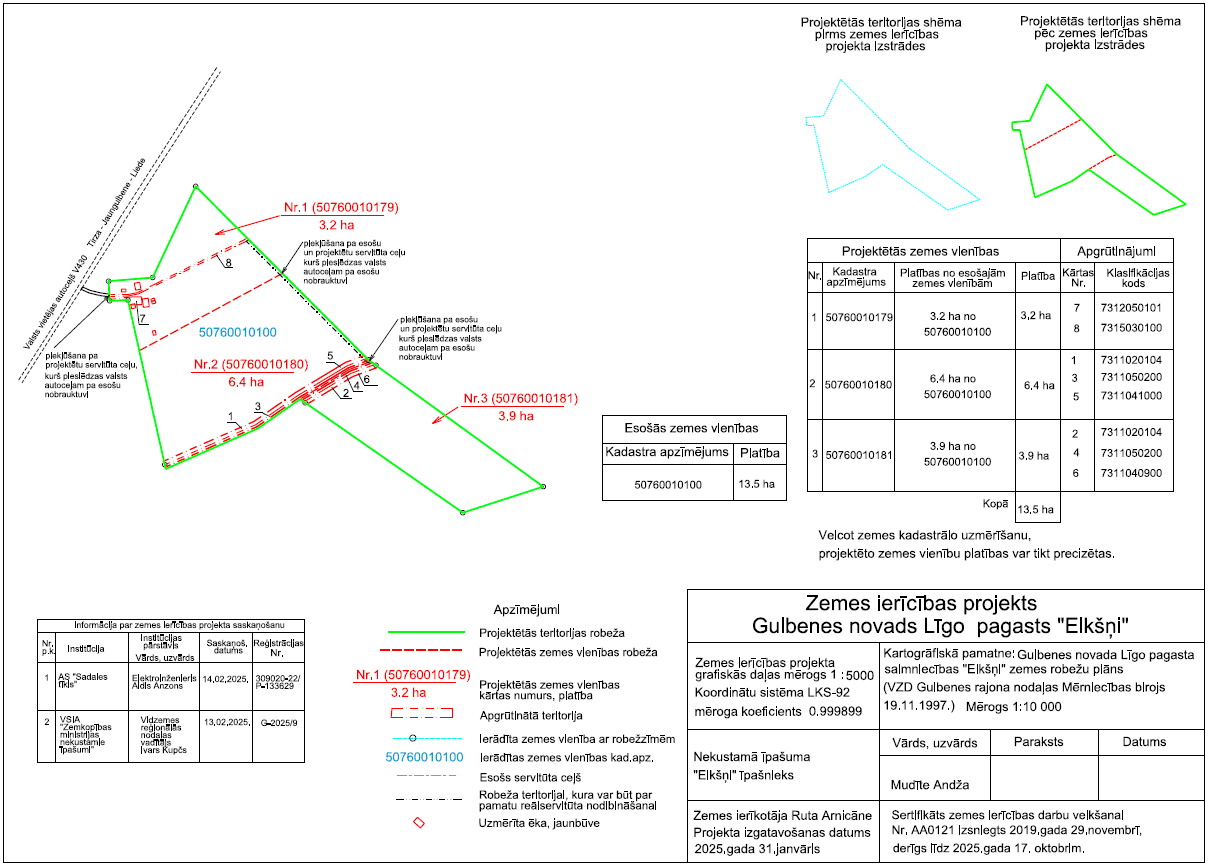 Projektētās teritorijas shēma
pirms zemes ierīcības
projekta izstrādes
Projektētās teritorijas shēma
pēc zemes ierīcības
projekta izstrādes
Valsts vietējas autoceļš V430 Tirza - Jaungulbene - Liede
Nr.1 (50760010179)
3.2 ha
piekļūšana pa esošu
un projektētu servitūta ceļu
kurš pieslēdzas valsts
autoceļam pa esošu
nobrauktuvi
8
7
50760010100
piekļūšana pa esošu
un projektētu servitūta ceļu
kurš pieslēdzas valsts
autoceļam pa esošu
nobrauktuvi
piekļūšana pa
projektētu servitūta ceļu,
kurš pieslēdzas valsts
autoceļam pa esošu
nobrauktuvi
Nr.2 (50760010180)
6.4 ha
5
6
4
2
3
1
Nr.3 (50760010181)
3.9 ha
Esošās zemes vienības
Kadastra apzīmējums Platība
50760010100 13.5 ha
Projektētās zemes vienības Apgrūtinājumi
Nr. Kadastra apzīmējums Platības no esošajām zemes vienībām Platība Kārtas Nr. Klasifikācijas kods
1 50760010179 3.2 ha no 50760010100 3,2 ha
7 7312050101
8 7315030100
2 50760010180 6.4 ha no 50760010100 6,4 ha
1 7311020104
3 7311050200
5 7311041000
3 50760010181 3.9 ha no 50760010100 3.9 ha
2 7311020104
4 7311050200
6 7311040900
Kopā 13,5 ha
Veicot zemes kadastrālo uzmērīšanu,
projektēto zemes vienību platības var tikt precizētas.
Informācija par zemes ierīcības projekta saskaņošanu
Nr. p.k. Institūcija Institūcijas pārstāvis Vārds, uzvārds Saskaņoš, datums Reģistrācijas Nr.
1 AS "Sadales tīkls" Elektroinženieris Aldis Anzons 14,02,2025, 309020-22/ P-133629
2 VSIA "Zemkopības ministrijas nekustamie īpašumi" Vidzemes reģionālās nodaļas vadītājs Ivars Kupčs 13,02,2025, G-2025/9
Apzīmējumi
Projektētās teritorijas robeža
Projektētās zemes vienības robeža
Nr.1 (50760010179)
3.2 ha
Projektētās zemes vienības
kārtas numurs, platība
Apgrūtinātā teritorija
Ierādīta zemes vienība ar robežzīmēm
50760010100 Ierādītas zemes vienības kad.apz.
Esošs servitūta ceļš
Robeža teritorijai, kura var būt par
pamatu reālservitūta nodibināšanai
Uzmērīta ēka, jaunbūve
Zemes ierīcības projekts
Gulbenes novads Līgo pagasts "Elkšņi"
Zemes ierīcības projekta
grafiskās daļas mērogs 1 :5000
Koordinātu sistēma LKS-92
mēroga koeficients 0.999899
Kartogrāfiskā pamatne: Gulbenes novada Līgo pagasta
saimniecības "Elkšņi" zemes robežu plāns
(VZD Gulbenes rajona nodaļas Mērniecības birojs
19.11.1997.) Mērogs 1:10 000
Nekustamā īpašuma
"Elkšņi" īpašnieks
Vārds, uzvārds Paraksts Datums
Mudīte Andža
Zemes ierīkotāja Ruta Arnicāne
Projekta izgatavošanas datums
2025,gada 31,janvāris
Sertifikāts zemes ierīcības darbu veikšanai
Nr, AA0121 Izsniegts 2019,gada 29,novembrī,
derīgs līdz 2025,gada 17. oktobrim.